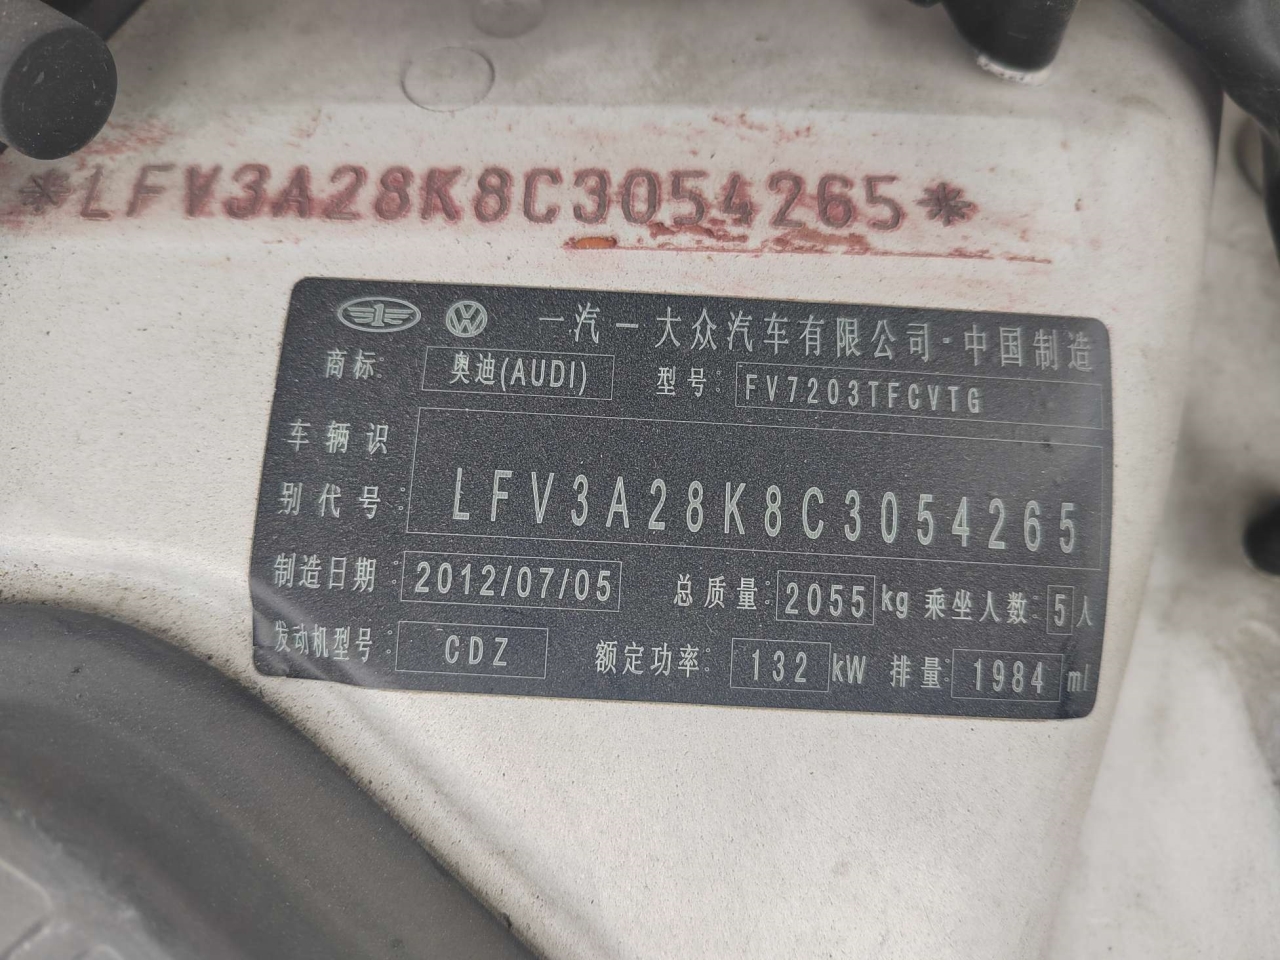 *LFV3A28K8C3054265*
一汽一大众汽车有限公司·中国制造
商标: 奥迪(AUDI) 型号: FV7203TFCVTG
车辆识
别代号: LFV3A28K8C3054265
制造日期: 2012/07/05 总质量: 2055 kg 乘坐人数: 5 人
发动机型号: CDZ 额定功率: 132 kW 排量: 1984 ml